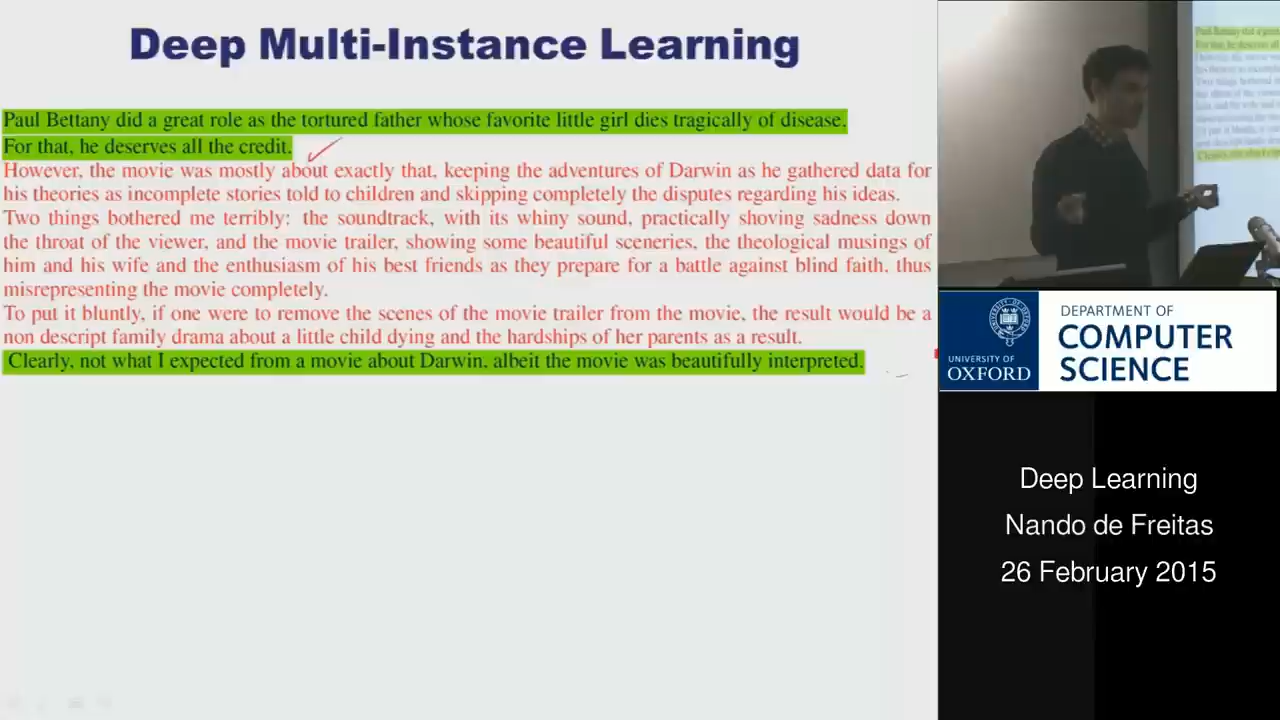 Deep Multi-Instance Learning
Paul Bettany did a great role as the tortured father whose favorite little girl dies tragically of disease.
For that, he deserves all the credit.
However, the movie was mostly about exactly that, keeping the adventures of Darwin as he gathered data for
his theories as incomplete stories told to children and skipping completely the disputes regarding his ideas.
Two things bothered me terribly: the soundtrack, with its whiny sound, practically shoving sadness down
the throat of the viewer, and the movie trailer, showing some beautiful sceneries, the theological musings of
him and his wife and the enthusiasm of his best friends as they prepare for a battle against blind faith, thus
misrepresenting the movie completely.
To put it bluntly, if one were to remove the scenes of the movie trailer from the movie, the result would be a
non descript family drama about a little child dying and the hardships of her parents as a result.
Clearly, not what I expected from a movie about Darwin, albeit the movie was beautifully interpreted.
UNIVERSITY OF
OXFORD
DEPARTMENT OF
COMPUTER
SCIENCE
Deep Learning
Nando de Freitas
26 February 2015